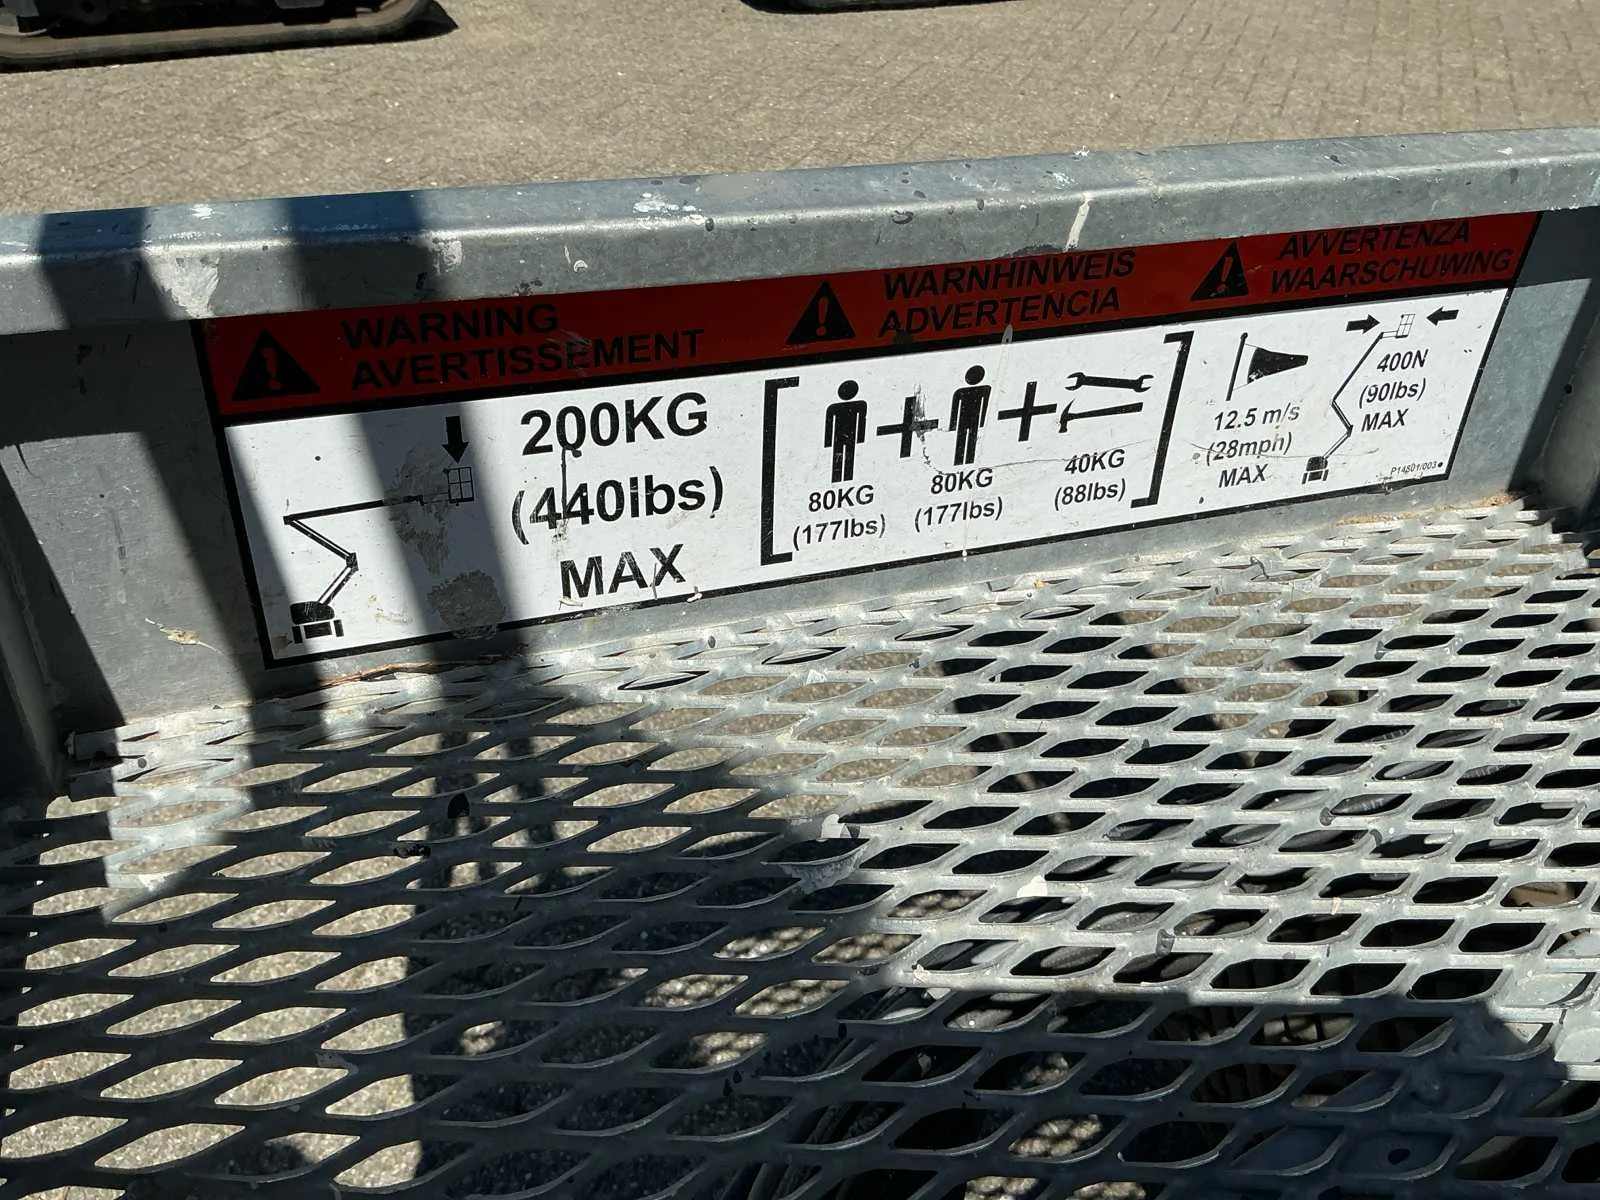 WARNING
AVERTISSEMENT
WARNHINWEIS
ADVERTENCIA
AVVERTENZA
WAARSCHUWING
200KG
(440lbs)
MAX
80KG
(177lbs)
80KG
(177lbs)
40KG
(88lbs)
12.5 m/s
(28mph)
MAX
400N
(90lbs)
MAX
P14801/003